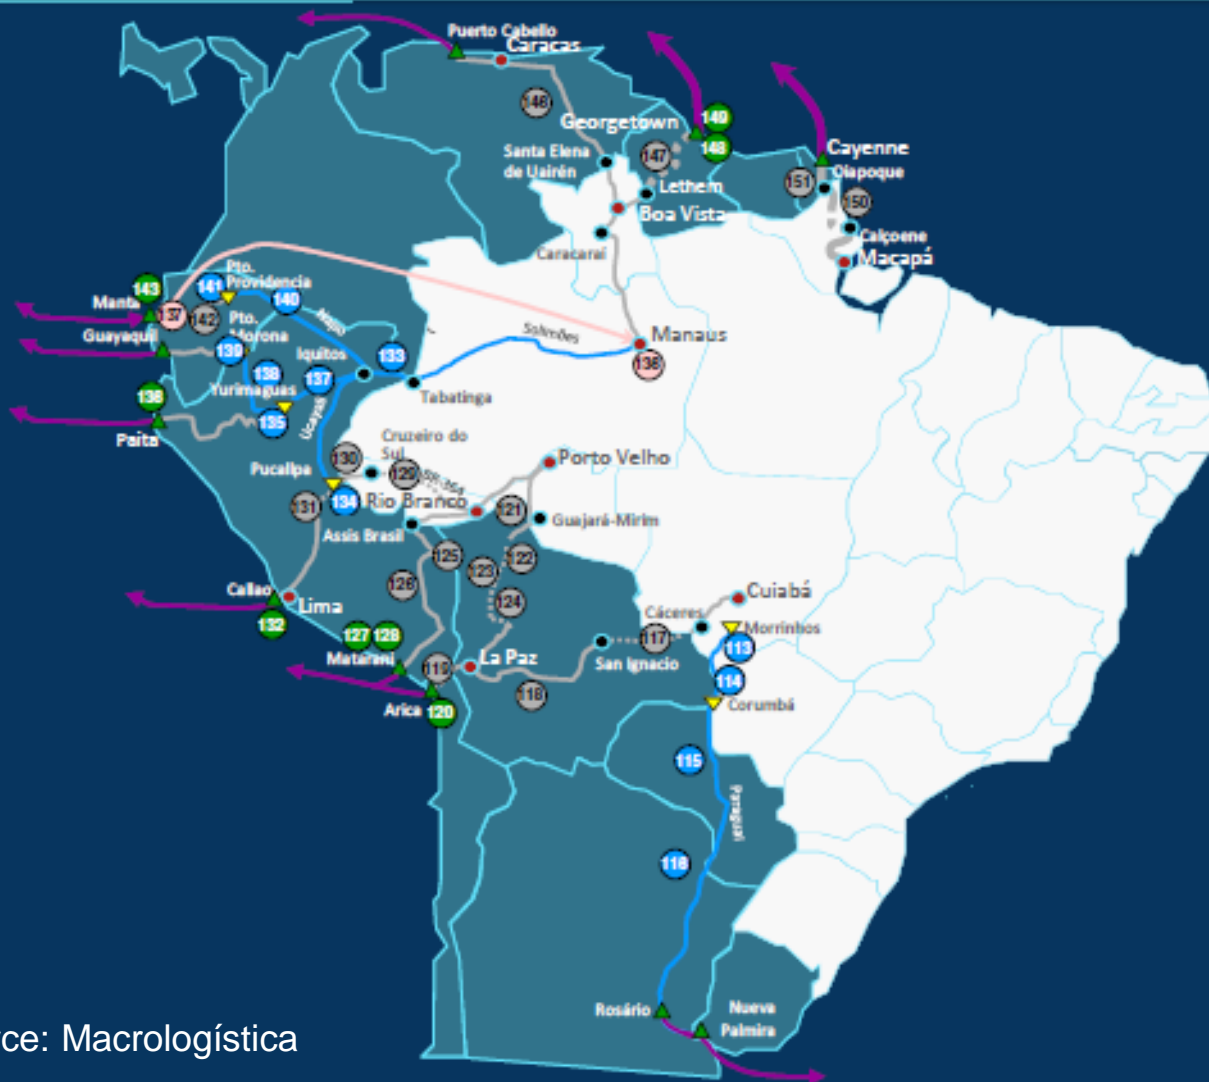 Puerto Cabello
Caracas
146
Georgetown
149
148
Santa Elena
de Uairén
147
Lethem
Boa Vista
Cayenne
Oiapoque
151
150
Calçoene
Macapá
Caracaraí
143
141
Pto.
Providencia
140
Manta
137
142
Napo
Guayaquil
Pto.
Morona
139
Iquitos
133
Solimões
Manaus
136
138
137
Yurimaguas
Tabatinga
136
135
Ucayali
Paita
Cruzeiro do
Sul
130
129
BR-364
Porto Velho
Pucallpa
134
Rio Branco
131
121
Guajará-Mirim
Assis Brasil
125
122
123
126
124
Callao
Lima
132
Cuiabá
Cáceres
Morrinhos
117
113
127
128
Matarani
119
La Paz
San Ignacio
118
114
Corumbá
Arica
120
115
Paraguai
116
Rosário
Nueva
Palmira
ce: Macrologística